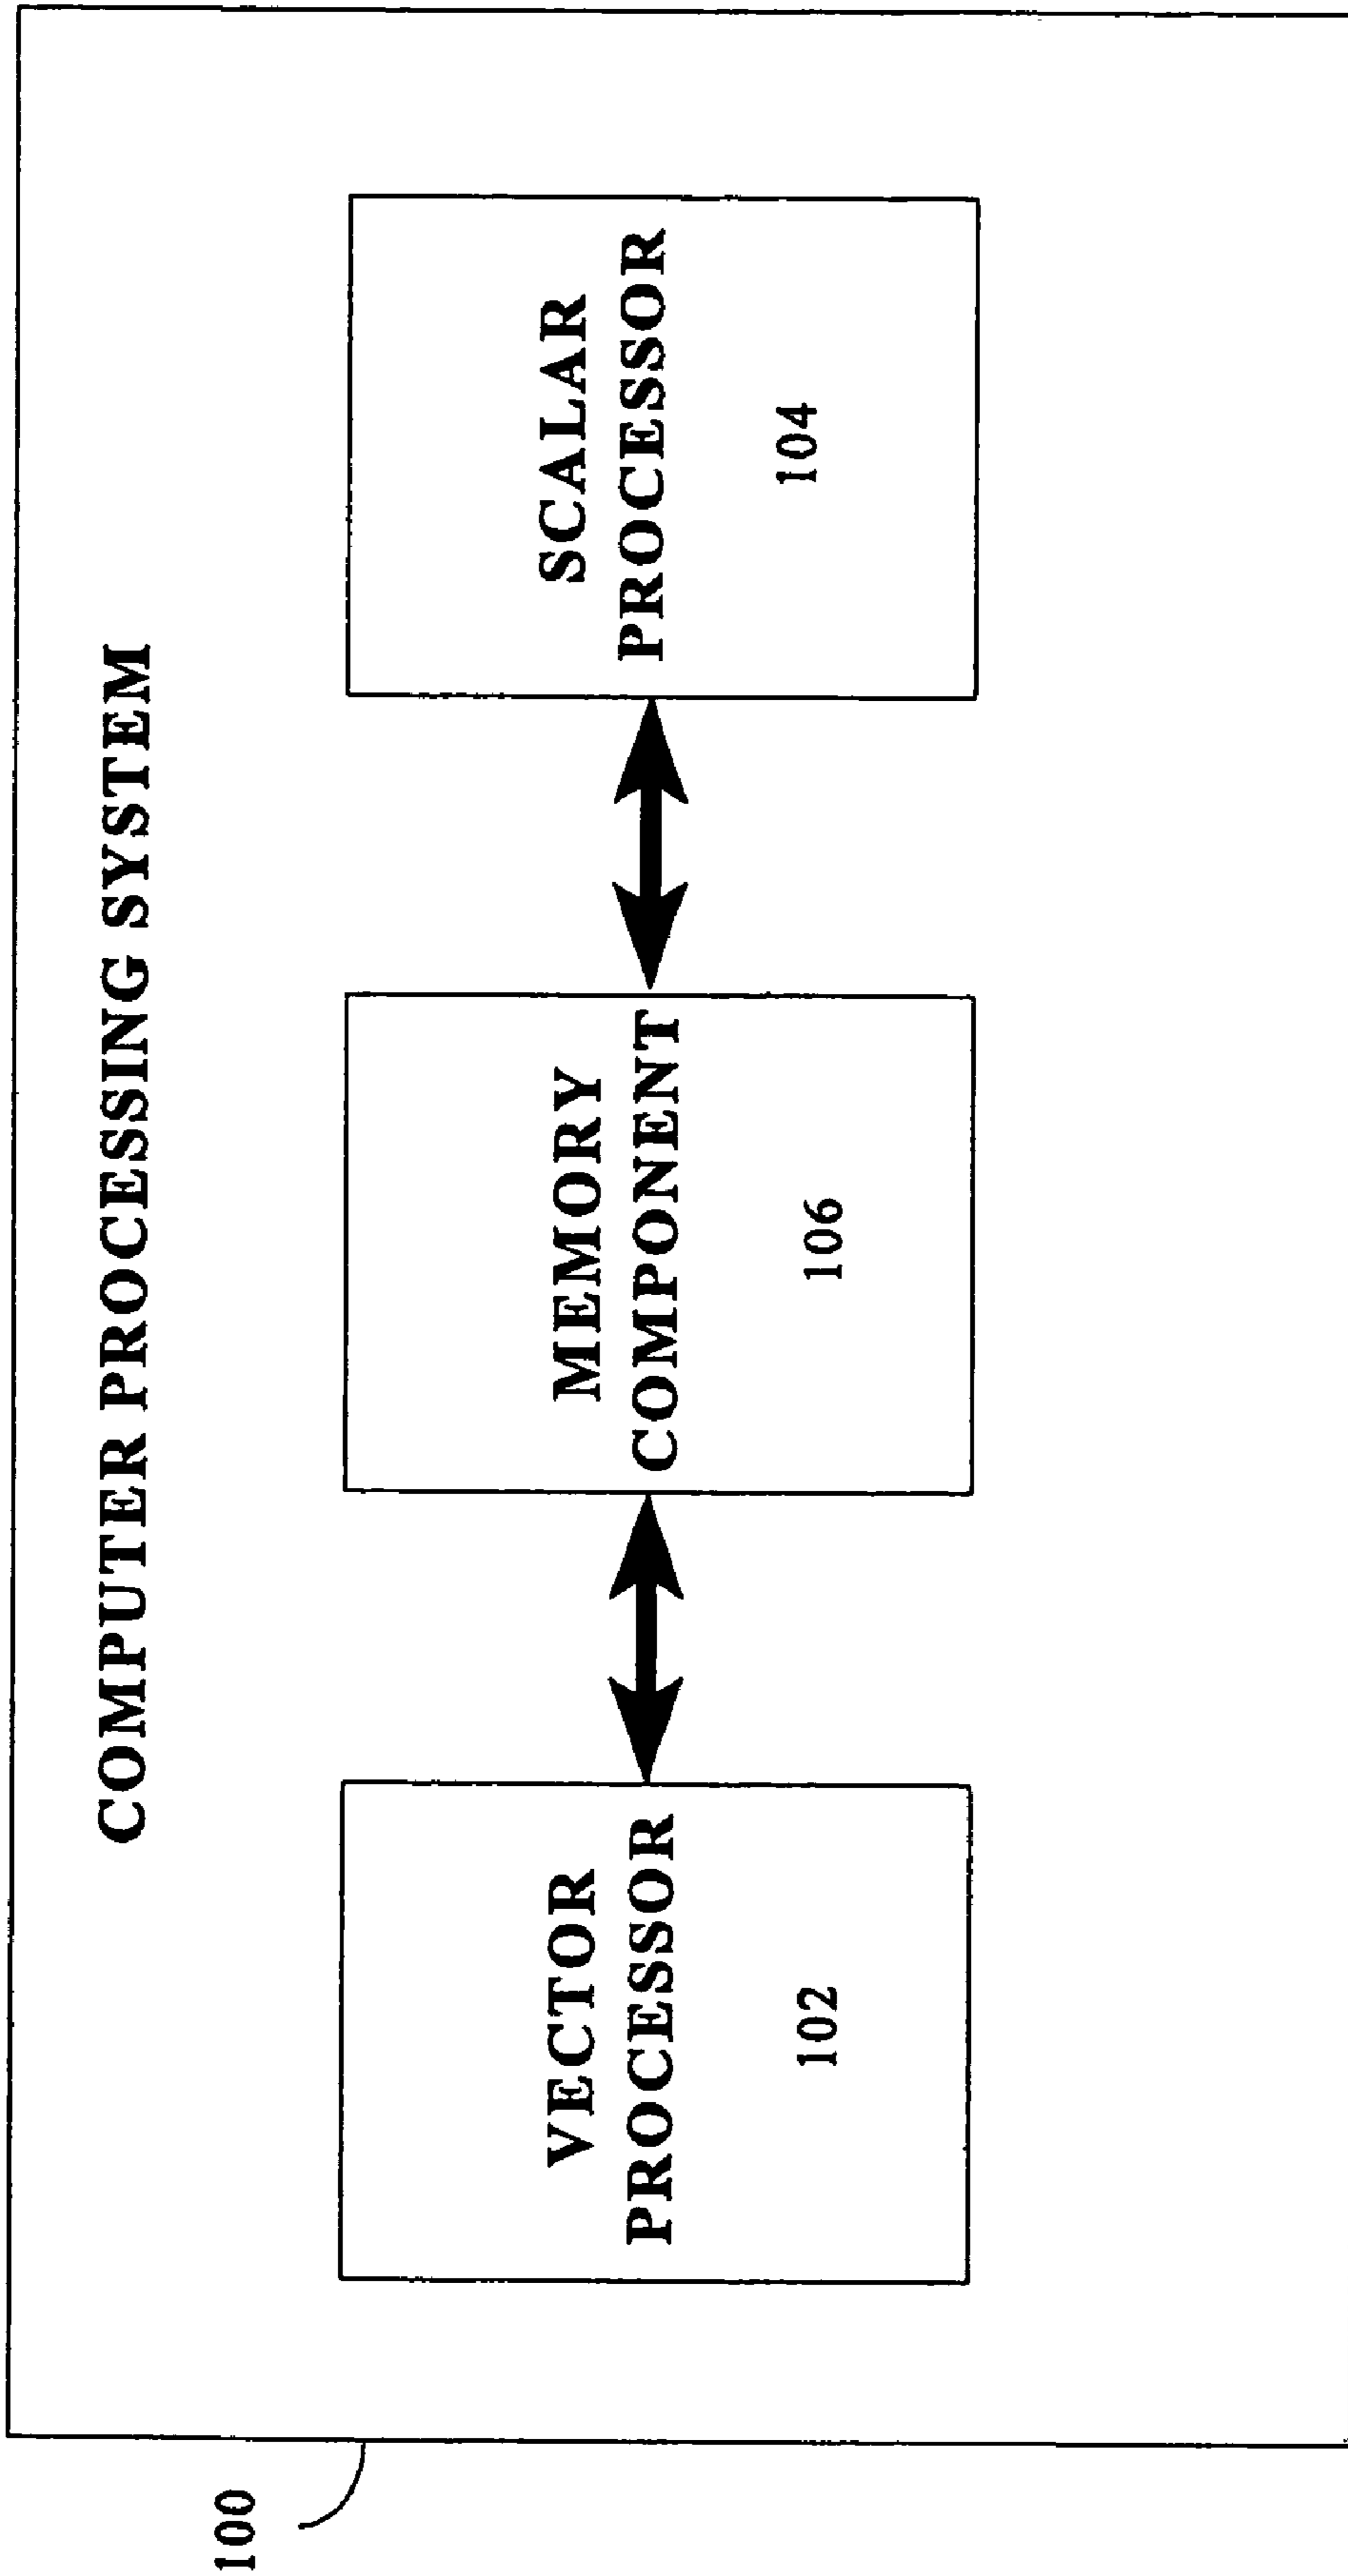 COMPUTER PROCESSING SYSTEM
VECTOR
PROCESSOR
102
MEMORY
COMPONENT
106
SCALAR
PROCESSOR
104
100